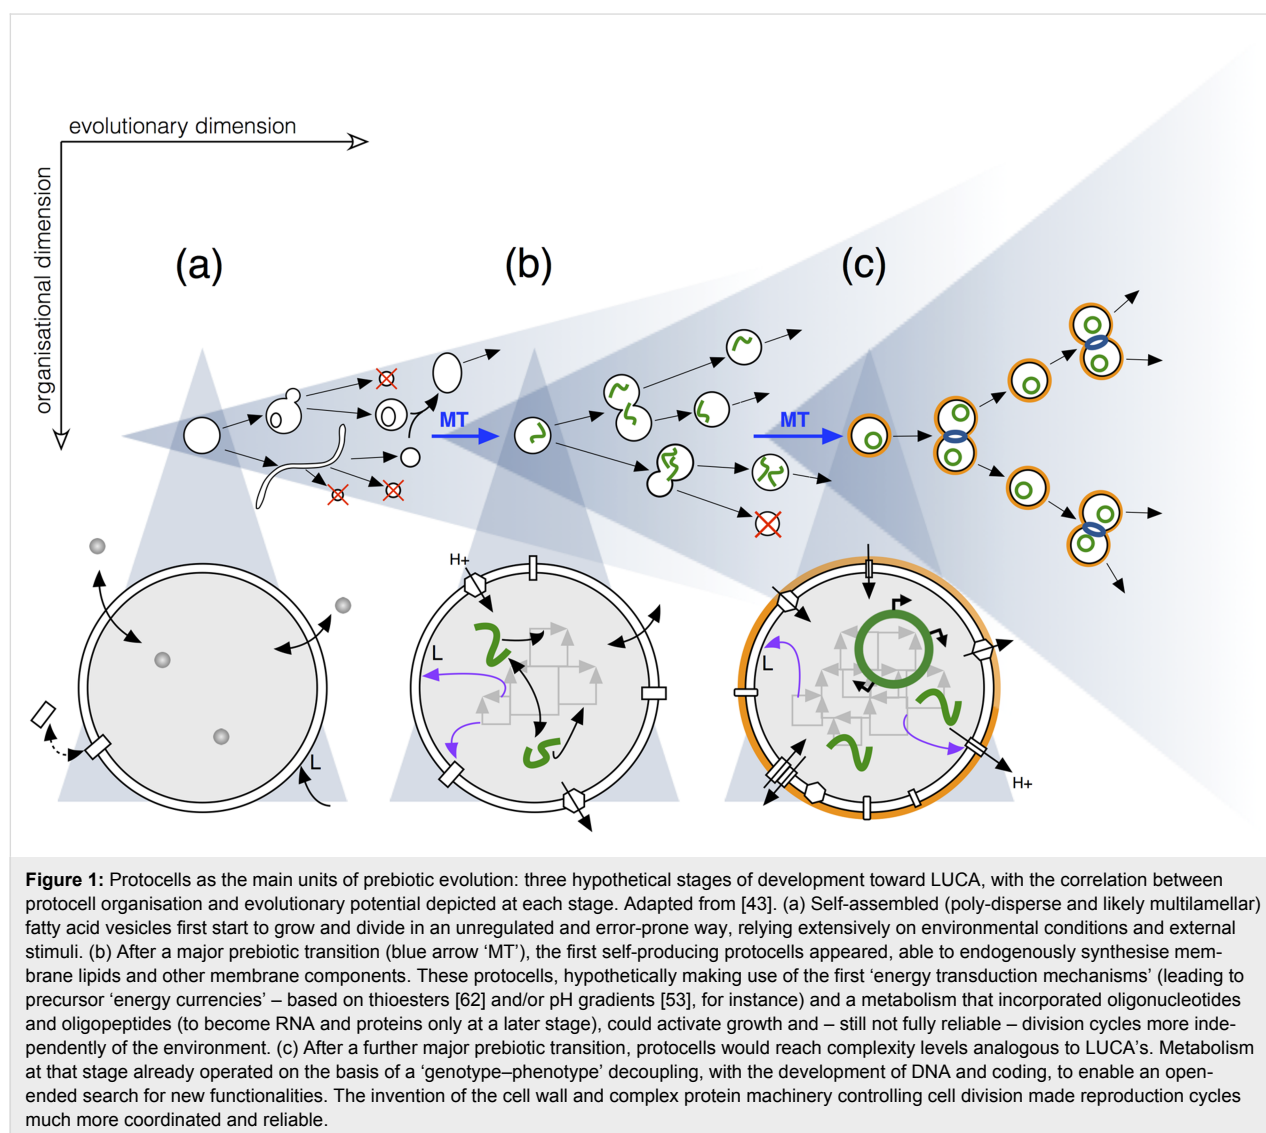 evolutionary dimension
organisational dimension
(a)
(b)
(c)
MT
MT
H+
L
L
L
H+
Figure 1: Protocells as the main units of prebiotic evolution: three hypothetical stages of development toward LUCA, with the correlation between
protocell organisation and evolutionary potential depicted at each stage. Adapted from [43]. (a) Self-assembled (poly-disperse and likely multilamellar)
fatty acid vesicles first start to grow and divide in an unregulated and error-prone way, relying extensively on environmental conditions and external
stimuli. (b) After a major prebiotic transition (blue arrow ‘MT’), the first self-producing protocells appeared, able to endogenously synthesise mem-
brane lipids and other membrane components. These protocells, hypothetically making use of the first ‘energy transduction mechanisms’ (leading to
precursor ‘energy currencies’ – based on thioesters [62] and/or pH gradients [53], for instance) and a metabolism that incorporated oligonucleotides
and oligopeptides (to become RNA and proteins only at a later stage), could activate growth and – still not fully reliable – division cycles more inde-
pendently of the environment. (c) After a further major prebiotic transition, protocells would reach complexity levels analogous to LUCA’s. Metabolism
at that stage already operated on the basis of a ‘genotype–phenotype’ decoupling, with the development of DNA and coding, to enable an open-
ended search for new functionalities. The invention of the cell wall and complex protein machinery controlling cell division made reproduction cycles
much more coordinated and reliable.